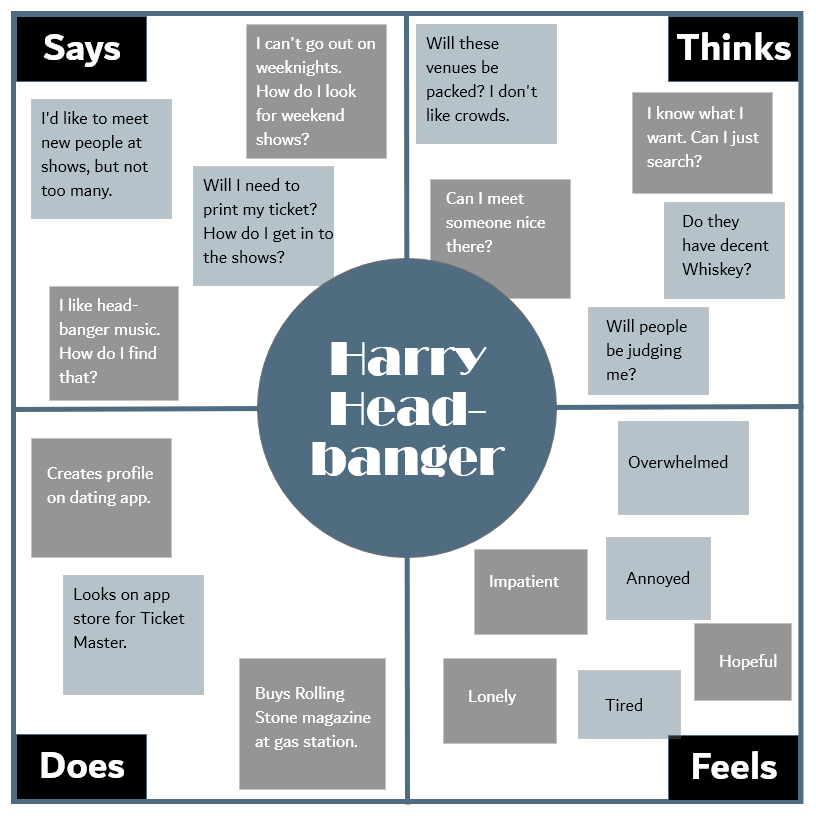 Says
I can't go out on
weeknights.
How do I look
for weekend
shows?
I'd like to meet
new people at
shows, but not
too many.
Will I need to
print my ticket?
How do I get in to
the shows?
I like head-
banger music.
How do I find
that?
Thinks
Will these
venues be
packed? I don't
like crowds.
I know what I
want. Can I just
search?
Can I meet
someone nice
there?
Do they
have decent
Whiskey?
Will people
be judging
me?
Harry
Head-
banger
Creates profile
on dating app.
Looks on app
store for Ticket
Master.
Buys Rolling
Stone magazine
at gas station.
Does
Overwhelmed
Impatient
Annoyed
Hopeful
Lonely
Tired
Feels